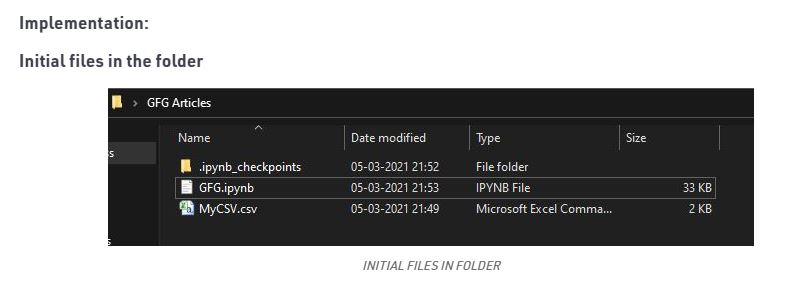 Implementation:
Initial files in the folder
> GFG Articles
Name Date modified Type Size
s
.ipynb_checkpoints 05-03-2021 21:52 File folder
GFG.ipynb 05-03-2021 21:53 IPYNB File 33 KB
MyCSV.csv 05-03-2021 21:49 Microsoft Excel Comma... 2 KB
s
INITIAL FILES IN FOLDER